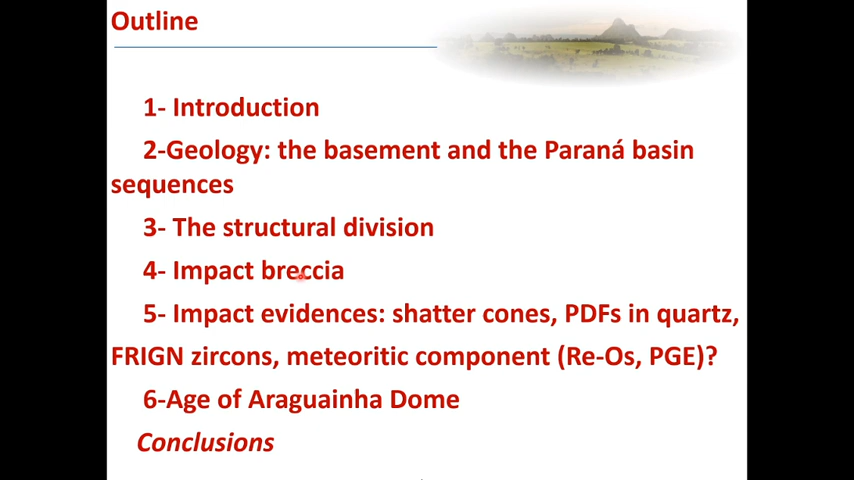 Outline
1- Introduction
2-Geology: the basement and the Paraná basin
sequences
3- The structural division
4- Impact breccia
5- Impact evidences: shatter cones, PDFs in quartz,
FRIGN zircons, meteoritic component (Re-Os, PGE)?
6-Age of Araguainha Dome
Conclusions